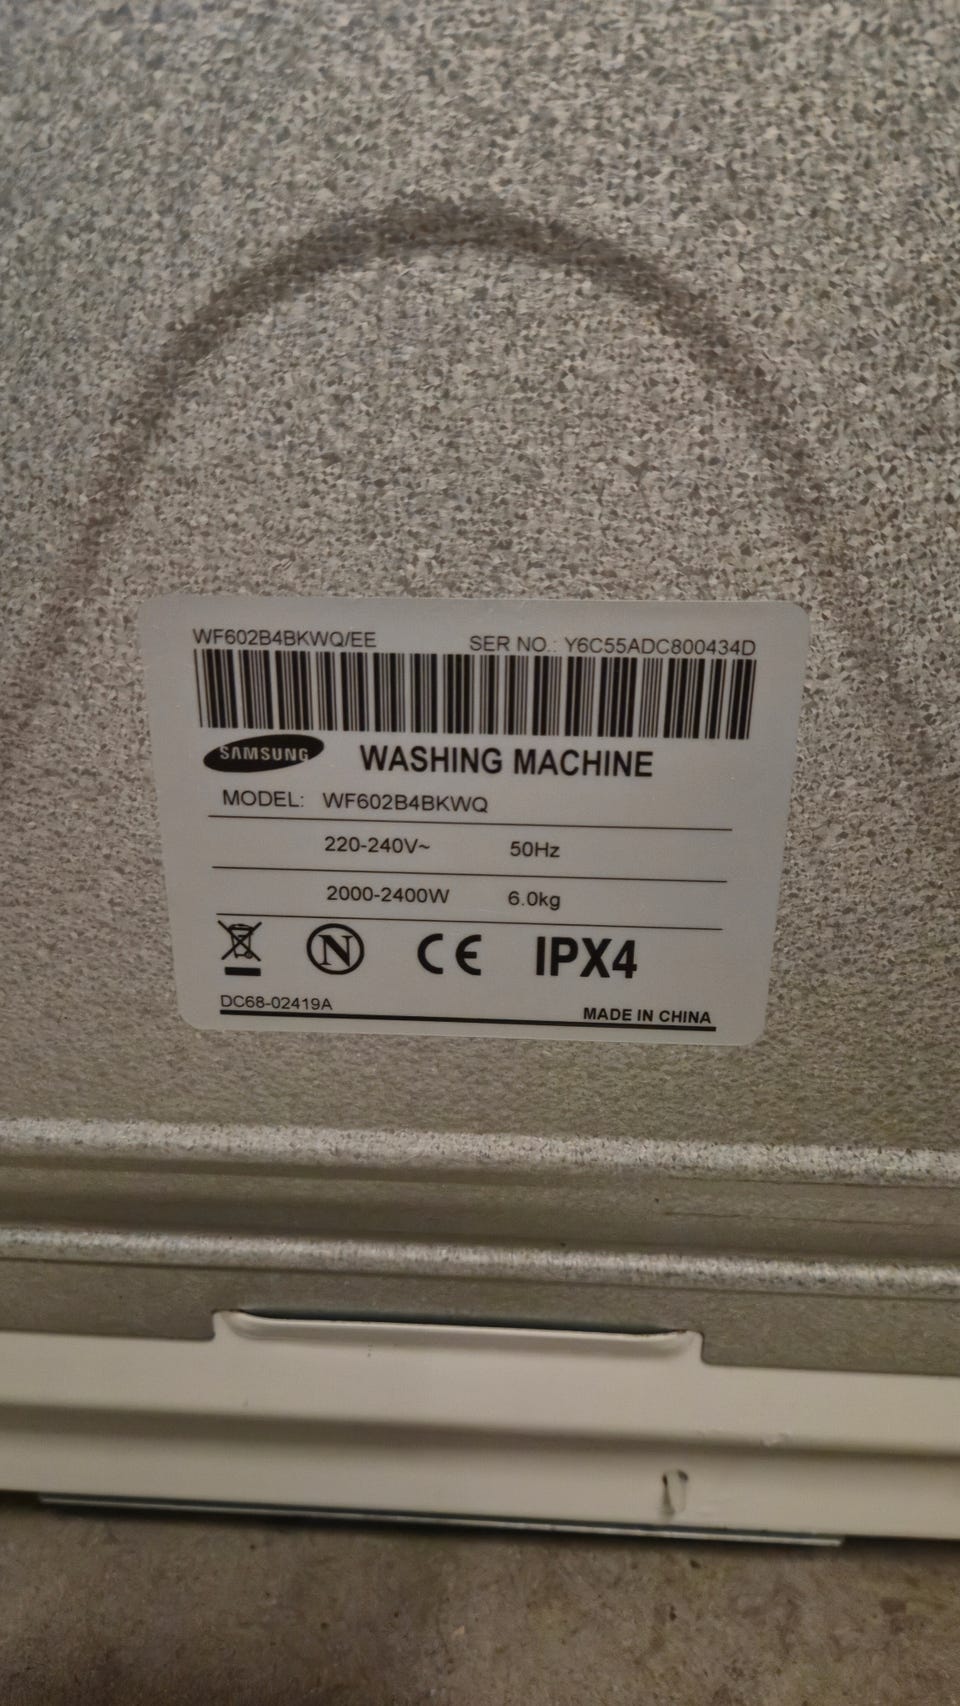 WF602B4BKWQ/EE SER NO.: Y6C55ADC800434D
SAMSUNG WASHING MACHINE
MODEL: WF602B4BKWQ
220-240V~ 50Hz
2000-2400W 6.0kg
N CE IPX4
DC68-02419A MADE IN CHINA